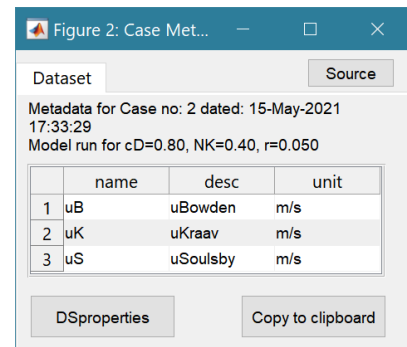 Figure 2: Case Met...
Dataset
Source
Metadata for Case no: 2 dated: 15-May-2021
17:33:29
Model run for cD=0.80, NK=0.40, r=0.050
name desc unit
1 uB uBowden m/s
2 uK uKraav m/s
3 uS uSoulsby m/s
DSproperties Copy to clipboard